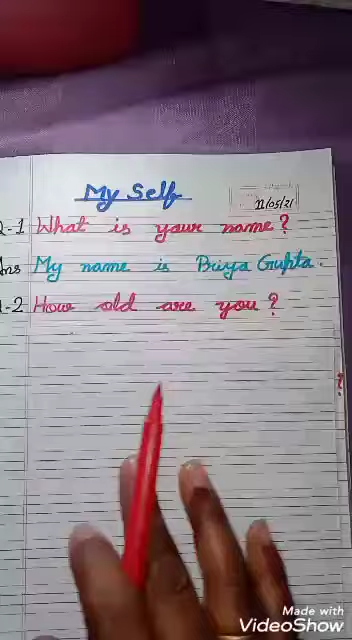 My Self
11/05/21
Q-1 What is your name?
Ans My name is Priya Gupta.
Q-2 How old are you?
?
Made with
VideoShow